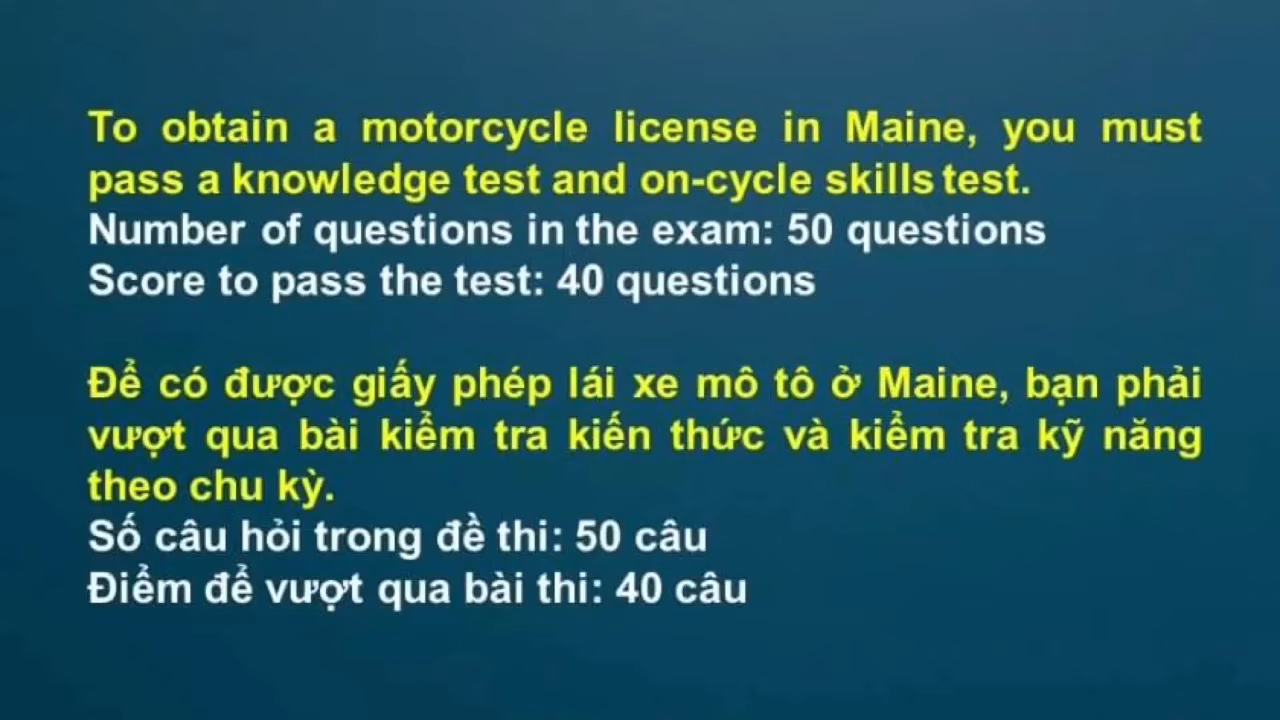 To obtain a motorcycle license in Maine, you must
pass a knowledge test and on-cycle skills test.
Number of questions in the exam: 50 questions
Score to pass the test: 40 questions
Để có được giấy phép lái xe mô tô ở Maine, bạn phải
vượt qua bài kiểm tra kiến thức và kiểm tra kỹ năng
theo chu kỳ.
Số câu hỏi trong đề thi: 50 câu
Điểm để vượt qua bài thi: 40 câu